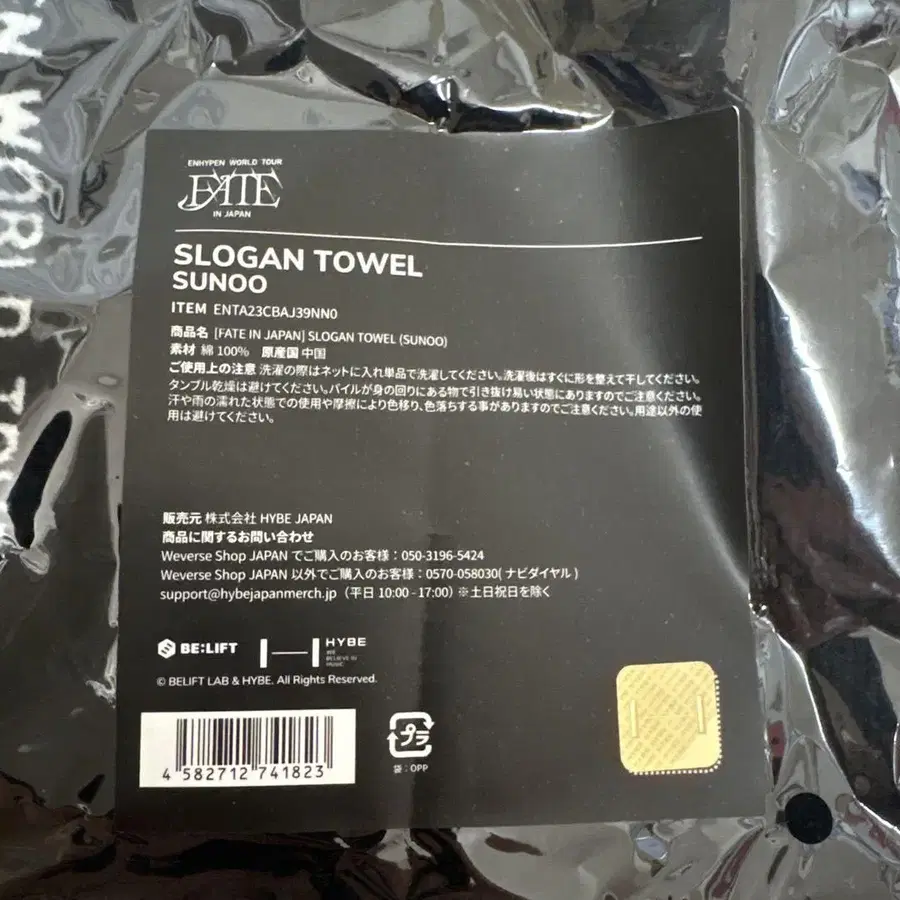 ENHYPEN WORLD TOUR
FATE
IN JAPAN
SLOGAN TOWEL
SUNOO
ITEM ENTA23CBAJ39NN0
商品名 [FATE IN JAPAN] SLOGAN TOWEL (SUNOO)
素材 綿 100% 原産国 中国
ご使用上の注意 洗濯の際はネットに入れ単品で洗濯してください。洗濯後はすぐに形を整えて干してください。
タンブル乾燥は避けてください。パイルが身の回りにある物で引き抜け易い状態にありますのでご注意ください。
汗や雨の濡れた状態での使用や摩擦により色移り、色落ちする事がありますのでご注意ください。用途以外の使
用は避けてください。
販売元 株式会社 HYBE JAPAN
商品に関するお問い合わせ
Weverse Shop JAPAN でご購入のお客様：050-3196-5424
Weverse Shop JAPAN 以外でご購入のお客様：0570-058030(ナビダイヤル)
support@hybejapanmerch.jp（平日 10:00 - 17:00）※土日祝日を除く
BE:LIFT
HYBE
WE
BELIEVE IN
MUSIC
© BELIFT LAB & HYBE. All Rights Reserved.
4 582712 741823
プラ
袋：OPP
WORLD